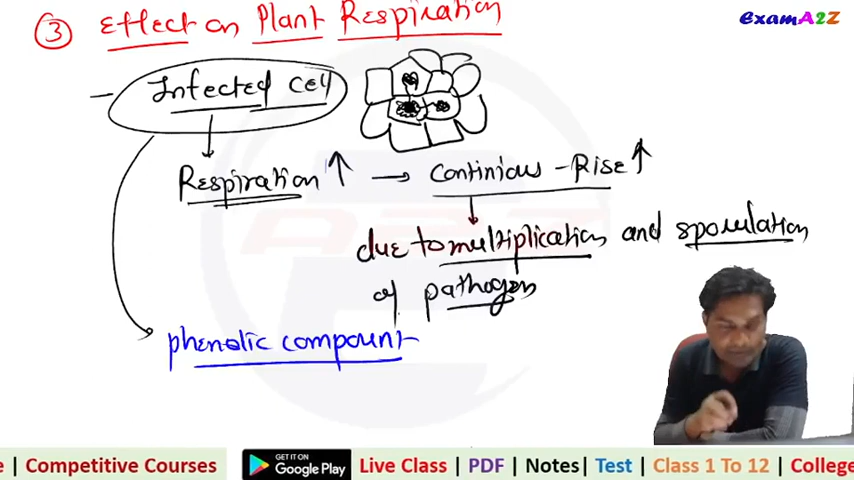 ExamA2Z
③ effect on Plant Respiration
Infected cell
Respiration ↑ → Continious - Rise ↑
due to multiplication and sporulation
of pathogen
phenolic compount
e | Competitive Courses GET IT ON Google Play Live Class | PDF | Notes| Test | Class 1 To 12 | College